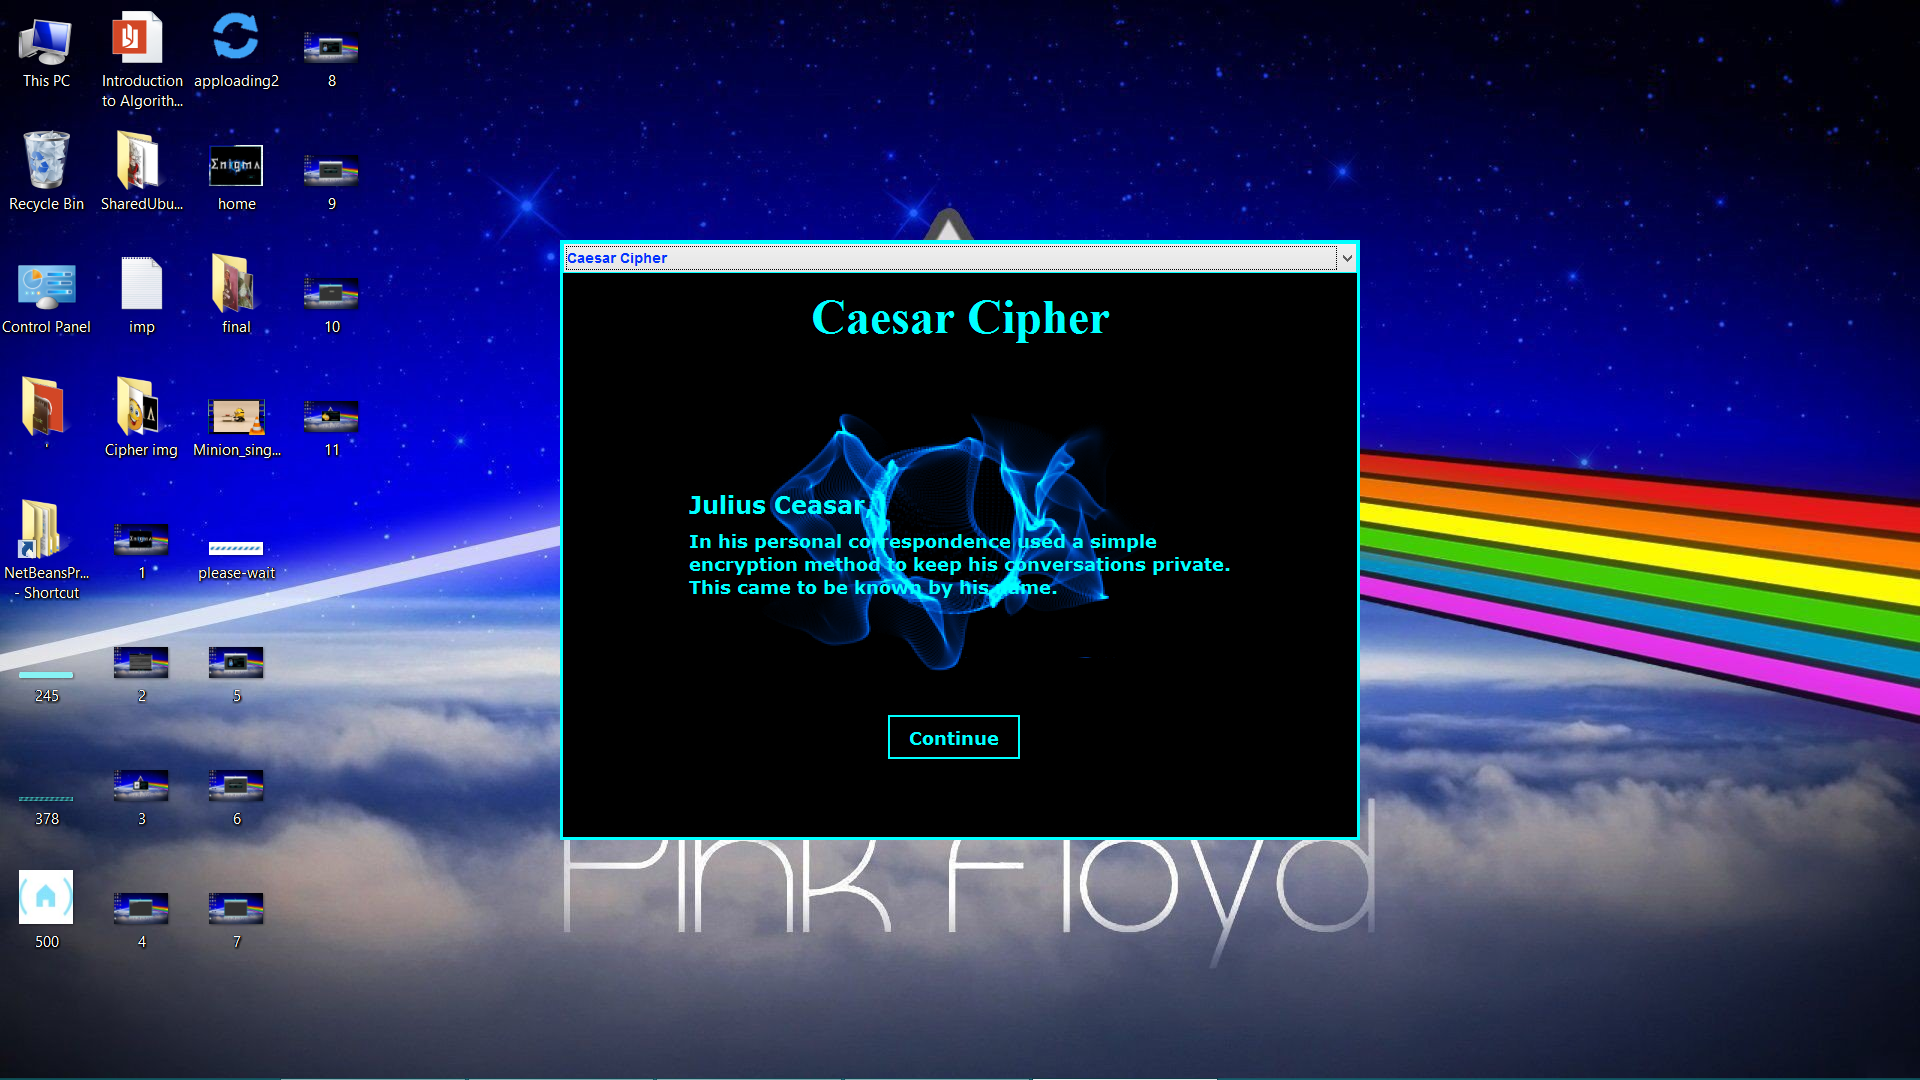 This PC
Introduction
to Algorith...
apploading2
8
Recycle Bin
SharedUbu...
Enigma
home
9
Control Panel
imp
final
10
'
Cipher img
Minion_sing...
11
NetBeansPr...
- Shortcut
1
please-wait
245
2
5
378
3
6
500
4
7
Caesar Cipher
Caesar Cipher
Julius Ceasar,
In his personal correspondence used a simple
encryption method to keep his conversations private.
This came to be known by his name.
Continue
Pink Floyd